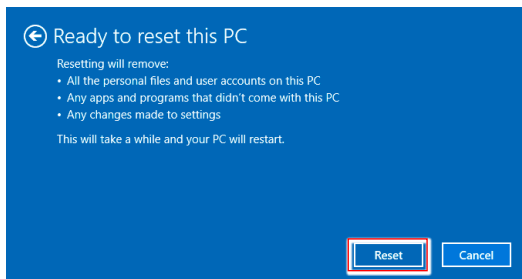 Ready to reset this PC
Resetting will remove:
• All the personal files and user accounts on this PC
• Any apps and programs that didn't come with this PC
• Any changes made to settings
This will take a while and your PC will restart.
Reset Cancel